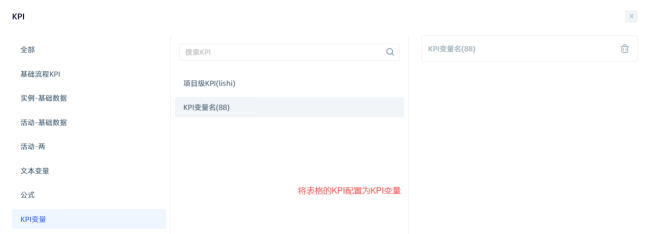 KPI
x
全部
基础流程KPI
实例-基础数据
活动-基础数据
活动-两
文本变量
公式
KPI变量
搜索KPI
项目级KPI(lishi)
KPI变量名(88)
将表格的KPI配置为KPI变量
KPI变量名(88)